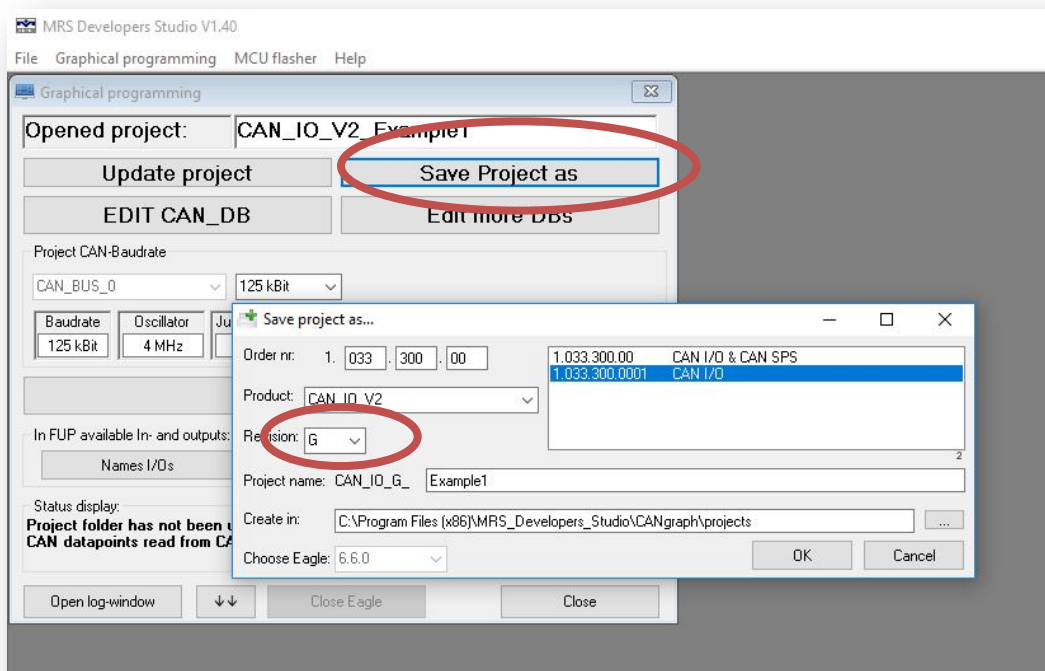 MRS Developers Studio V1.40
File Graphical programming MCU flasher Help
Graphical programming
Opened project: CAN_IO_V2_Example1
Update project Save Project as
EDIT CAN_DB Edit more DBs
Project CAN-Baudrate
CAN_BUS_0 125 kBit
Baudrate Oscillator
125 kBit 4 MHz
In FUP available In- and outputs:
Names I/Os
Status display:
Project folder has not been
CAN datapoints read from
Open log-window ↓↓ Close Eagle Close
Save project as...
Order nr: 1. 033 . 300 . 00
1.033.300.00 CAN I/O & CAN SPS
1.033.300.0001 CAN I/O
Product: CAN_IO_V2
Revision: G
2
Project name: CAN_IO_G_ Example1
Create in: C:\Program Files (x86)\MRS_Developers_Studio\CANgraph\projects ...
Choose Eagle: 6.6.0 OK Cancel